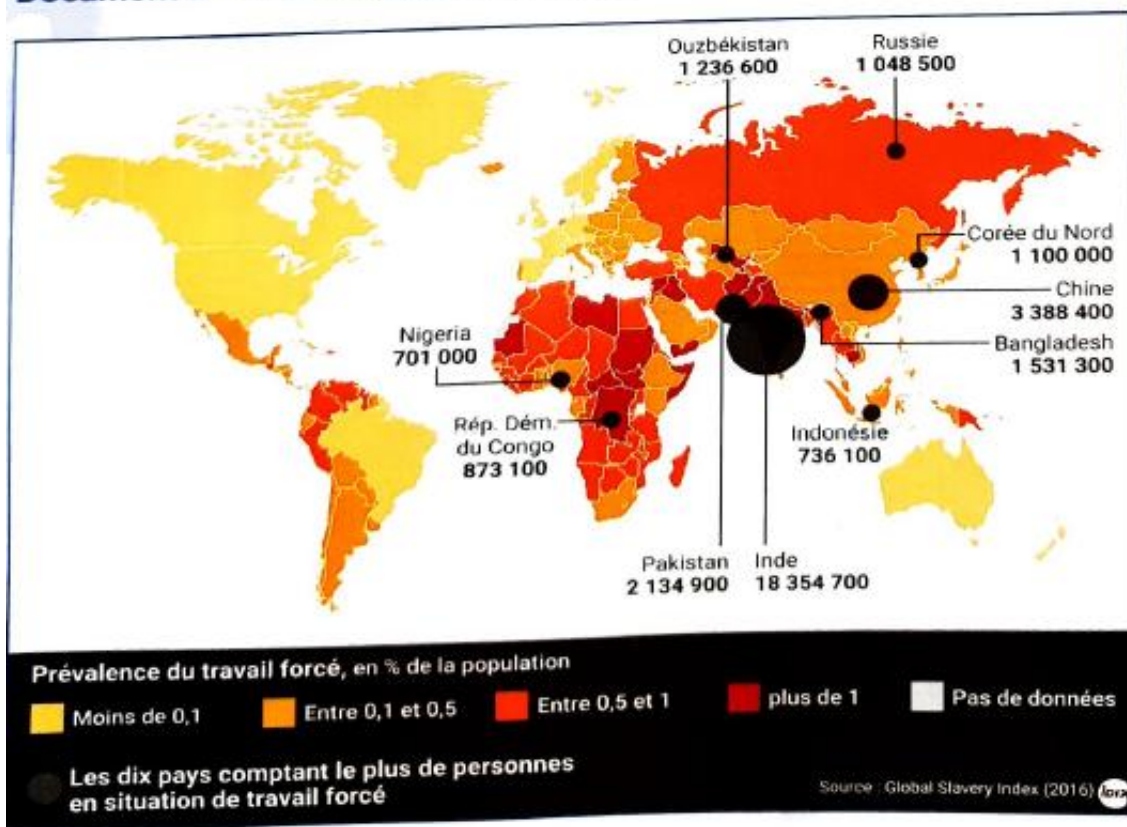 Ouzbékistan
1 236 600
Russie
1 048 500
Corée du Nord
1 100 000
Chine
3 388 400
Nigeria
701 000
Bangladesh
1 531 300
Rép. Dém.
du Congo
873 100
Indonésie
736 100
Pakistan
2 134 900
Inde
18 354 700
Prévalence du travail forcé, en % de la population
Moins de 0,1
Entre 0,1 et 0,5
Entre 0,5 et 1
plus de 1
Pas de données
Les dix pays comptant le plus de personnes
en situation de travail forcé
Source : Global Slavery Index (2016)